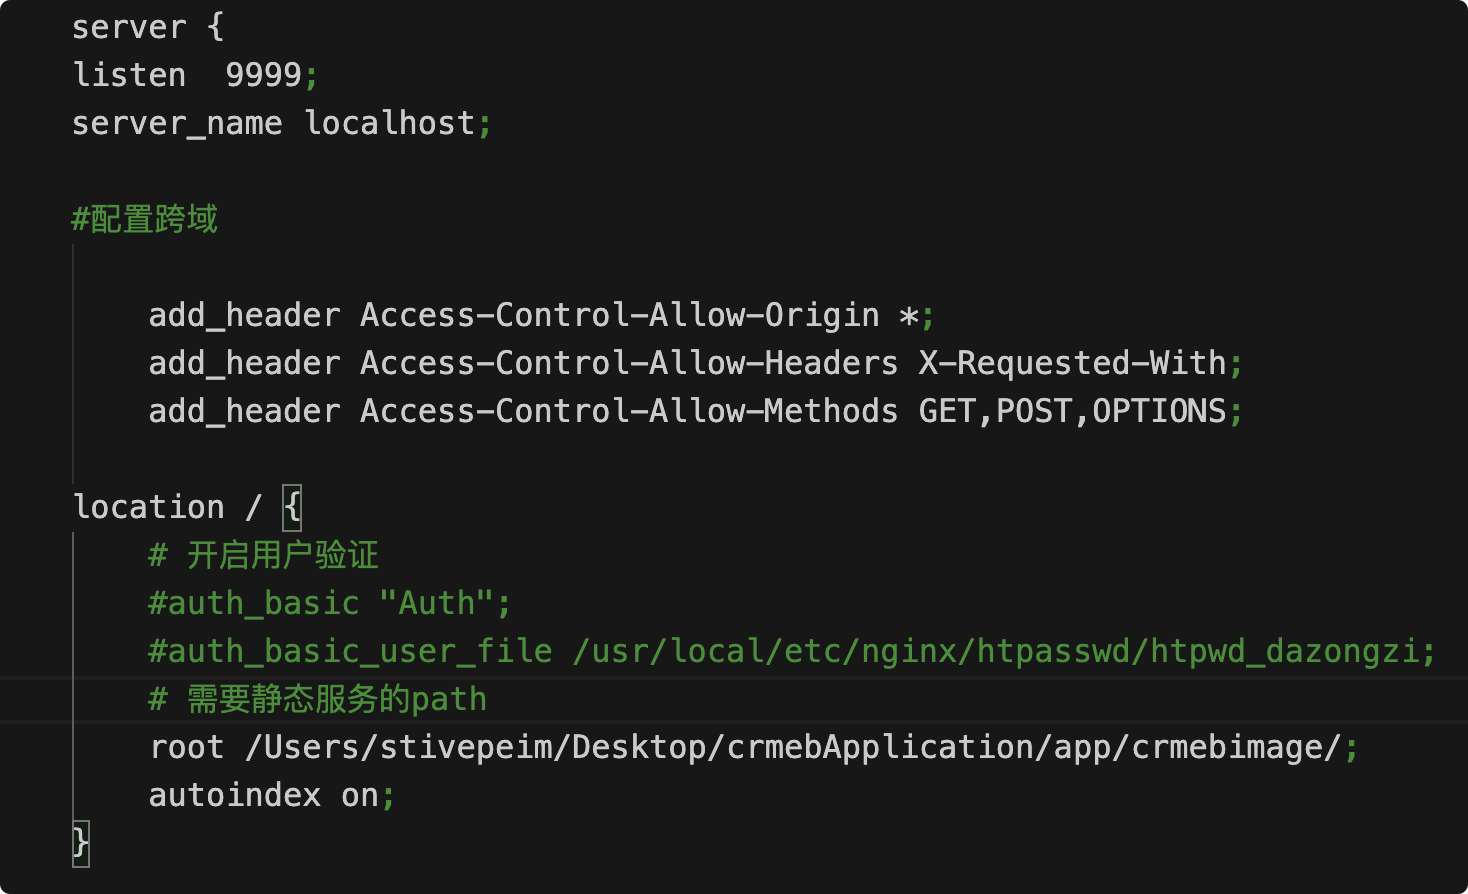 server {
listen  9999;
server_name localhost;
#配置跨域
add_header Access-Control-Allow-Origin *;
add_header Access-Control-Allow-Headers X-Requested-With;
add_header Access-Control-Allow-Methods GET,POST,OPTIONS;
location / {
# 开启用户验证
#auth_basic "Auth";
#auth_basic_user_file /usr/local/etc/nginx/htpasswd/htpwd_dazongzi;
# 需要静态服务的path
root /Users/stivepeim/Desktop/crmebApplication/app/crmebimage/;
autoindex on;
}